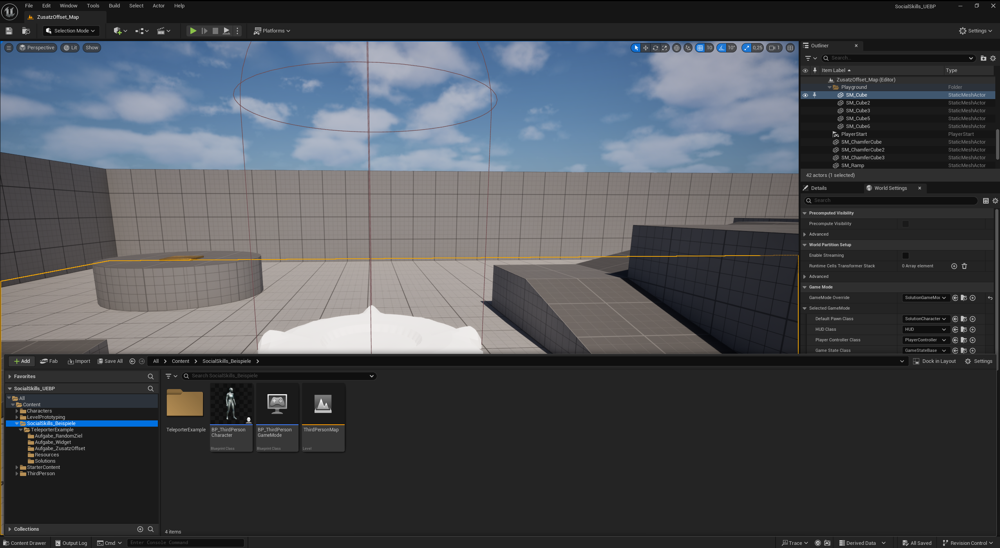 File Edit Window Tools Build Select Actor Help
SocialSkills_UEBP
ZusatzOffset_Map
Selection Mode
Platforms
Settings
Perspective Lit Show
10 10° 0,25 1
Outliner
Search...
Item Label Type
ZusatzOffset_Map (Editor)
Playground Folder
SM_Cube StaticMeshActor
SM_Cube2 StaticMeshActor
SM_Cube3 StaticMeshActor
SM_Cube5 StaticMeshActor
SM_Cube6 StaticMeshActor
PlayerStart PlayerStart
SM_ChamferCube StaticMeshActor
SM_ChamferCube2 StaticMeshActor
SM_ChamferCube3 StaticMeshActor
SM_Ramp StaticMeshActor
42 actors (1 selected)
Details World Settings
Search
Precomputed Visibility
Precompute Visibility
Advanced
World Partition Setup
Enable Streaming
Runtime Cells Transformer Stack 0 Array element
Advanced
Game Mode
GameMode Override SolutionGameMoc
Selected GameMode
Default Pawn Class SolutionCharacter
HUD Class HUD
Player Controller Class PlayerController
Game State Class GameStateBase
Add Fab Import Save All All Content SocialSkills_Beispiele Dock in Layout Settings
Favorites
Search SocialSkills_Beispiele
SocialSkills_UEBP
All
Content
Characters
LevelPrototyping
SocialSkills_Beispiele
TeleporterExample
Aufgabe_RandomZiel
Aufgabe_Widget
Aufgabe_ZusatzOffset
Resources
Solutions
StarterContent
ThirdPerson
TeleporterExample
BP_ThirdPerson
Character
Blueprint Class
BP_ThirdPerson
GameMode
Blueprint Class
ThirdPersonMap
Level
Collections
4 items
Content Drawer Output Log Cmd Enter Console Command Trace Derived Data All Saved Revision Control